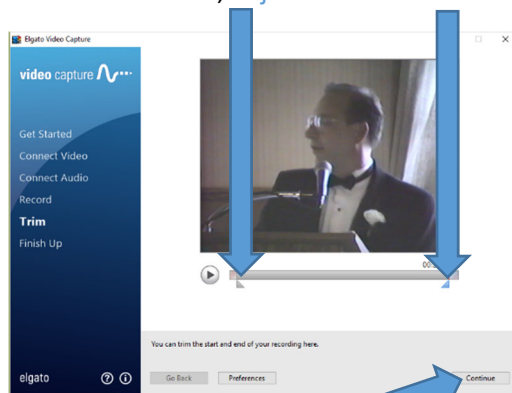 Elgato Video Capture
video capture
Get Started
Connect Video
Connect Audio
Record
Trim
Finish Up
You can trim the start and end of your recording here.
elgato
Go Back
Preferences
Continue